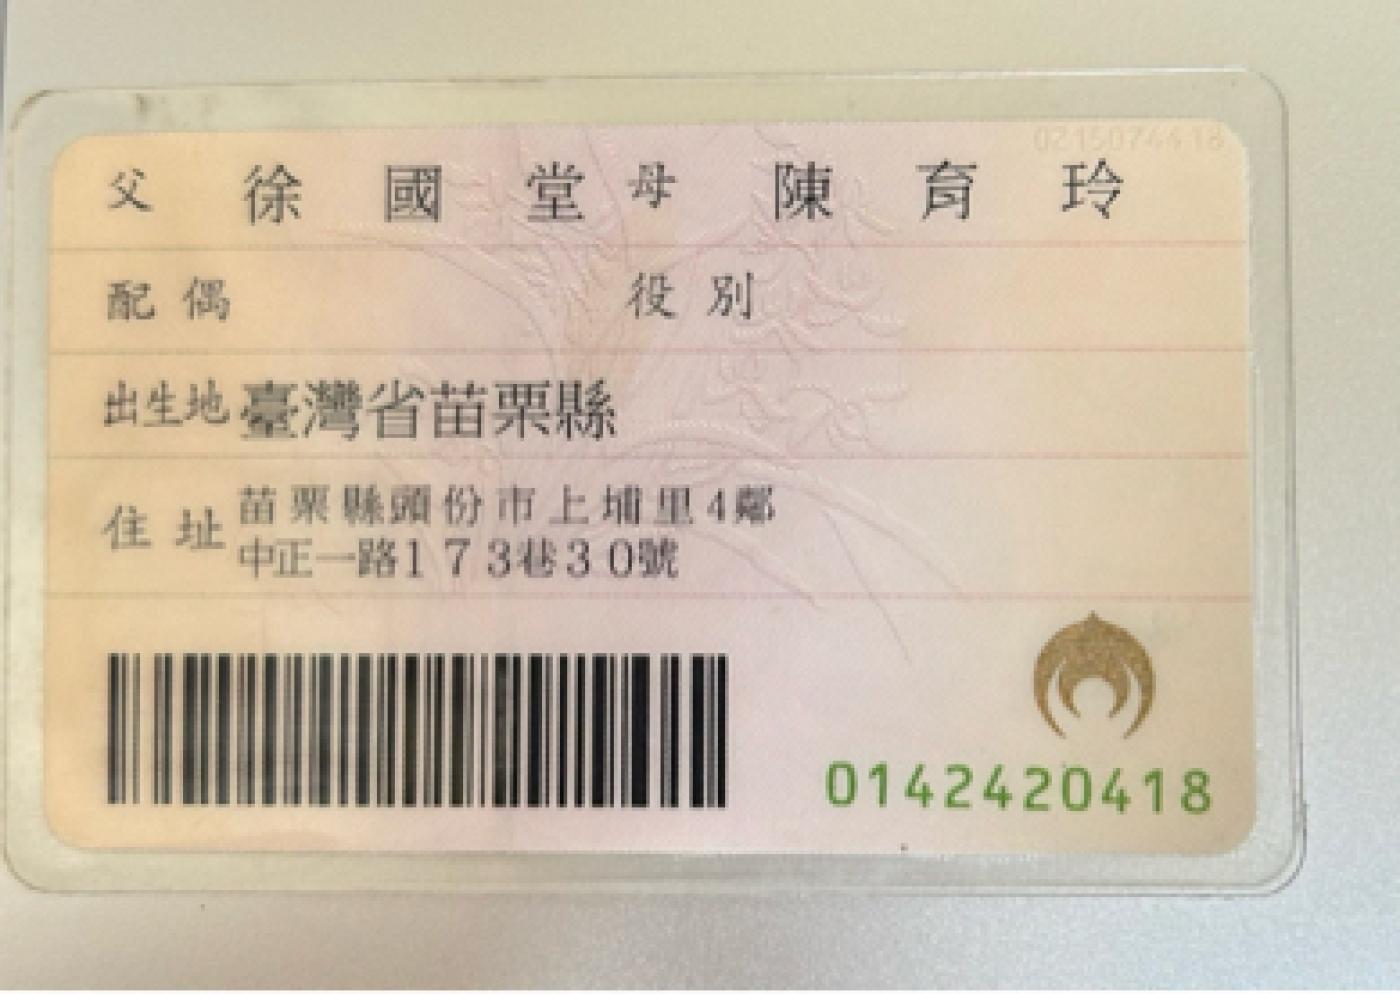 0215074418
父 徐國堂 母 陳育玲
配偶 役別
出生地 臺灣省苗栗縣
住址 苗栗縣頭份市上埔里4鄰
中正一路173巷30號
0142420418